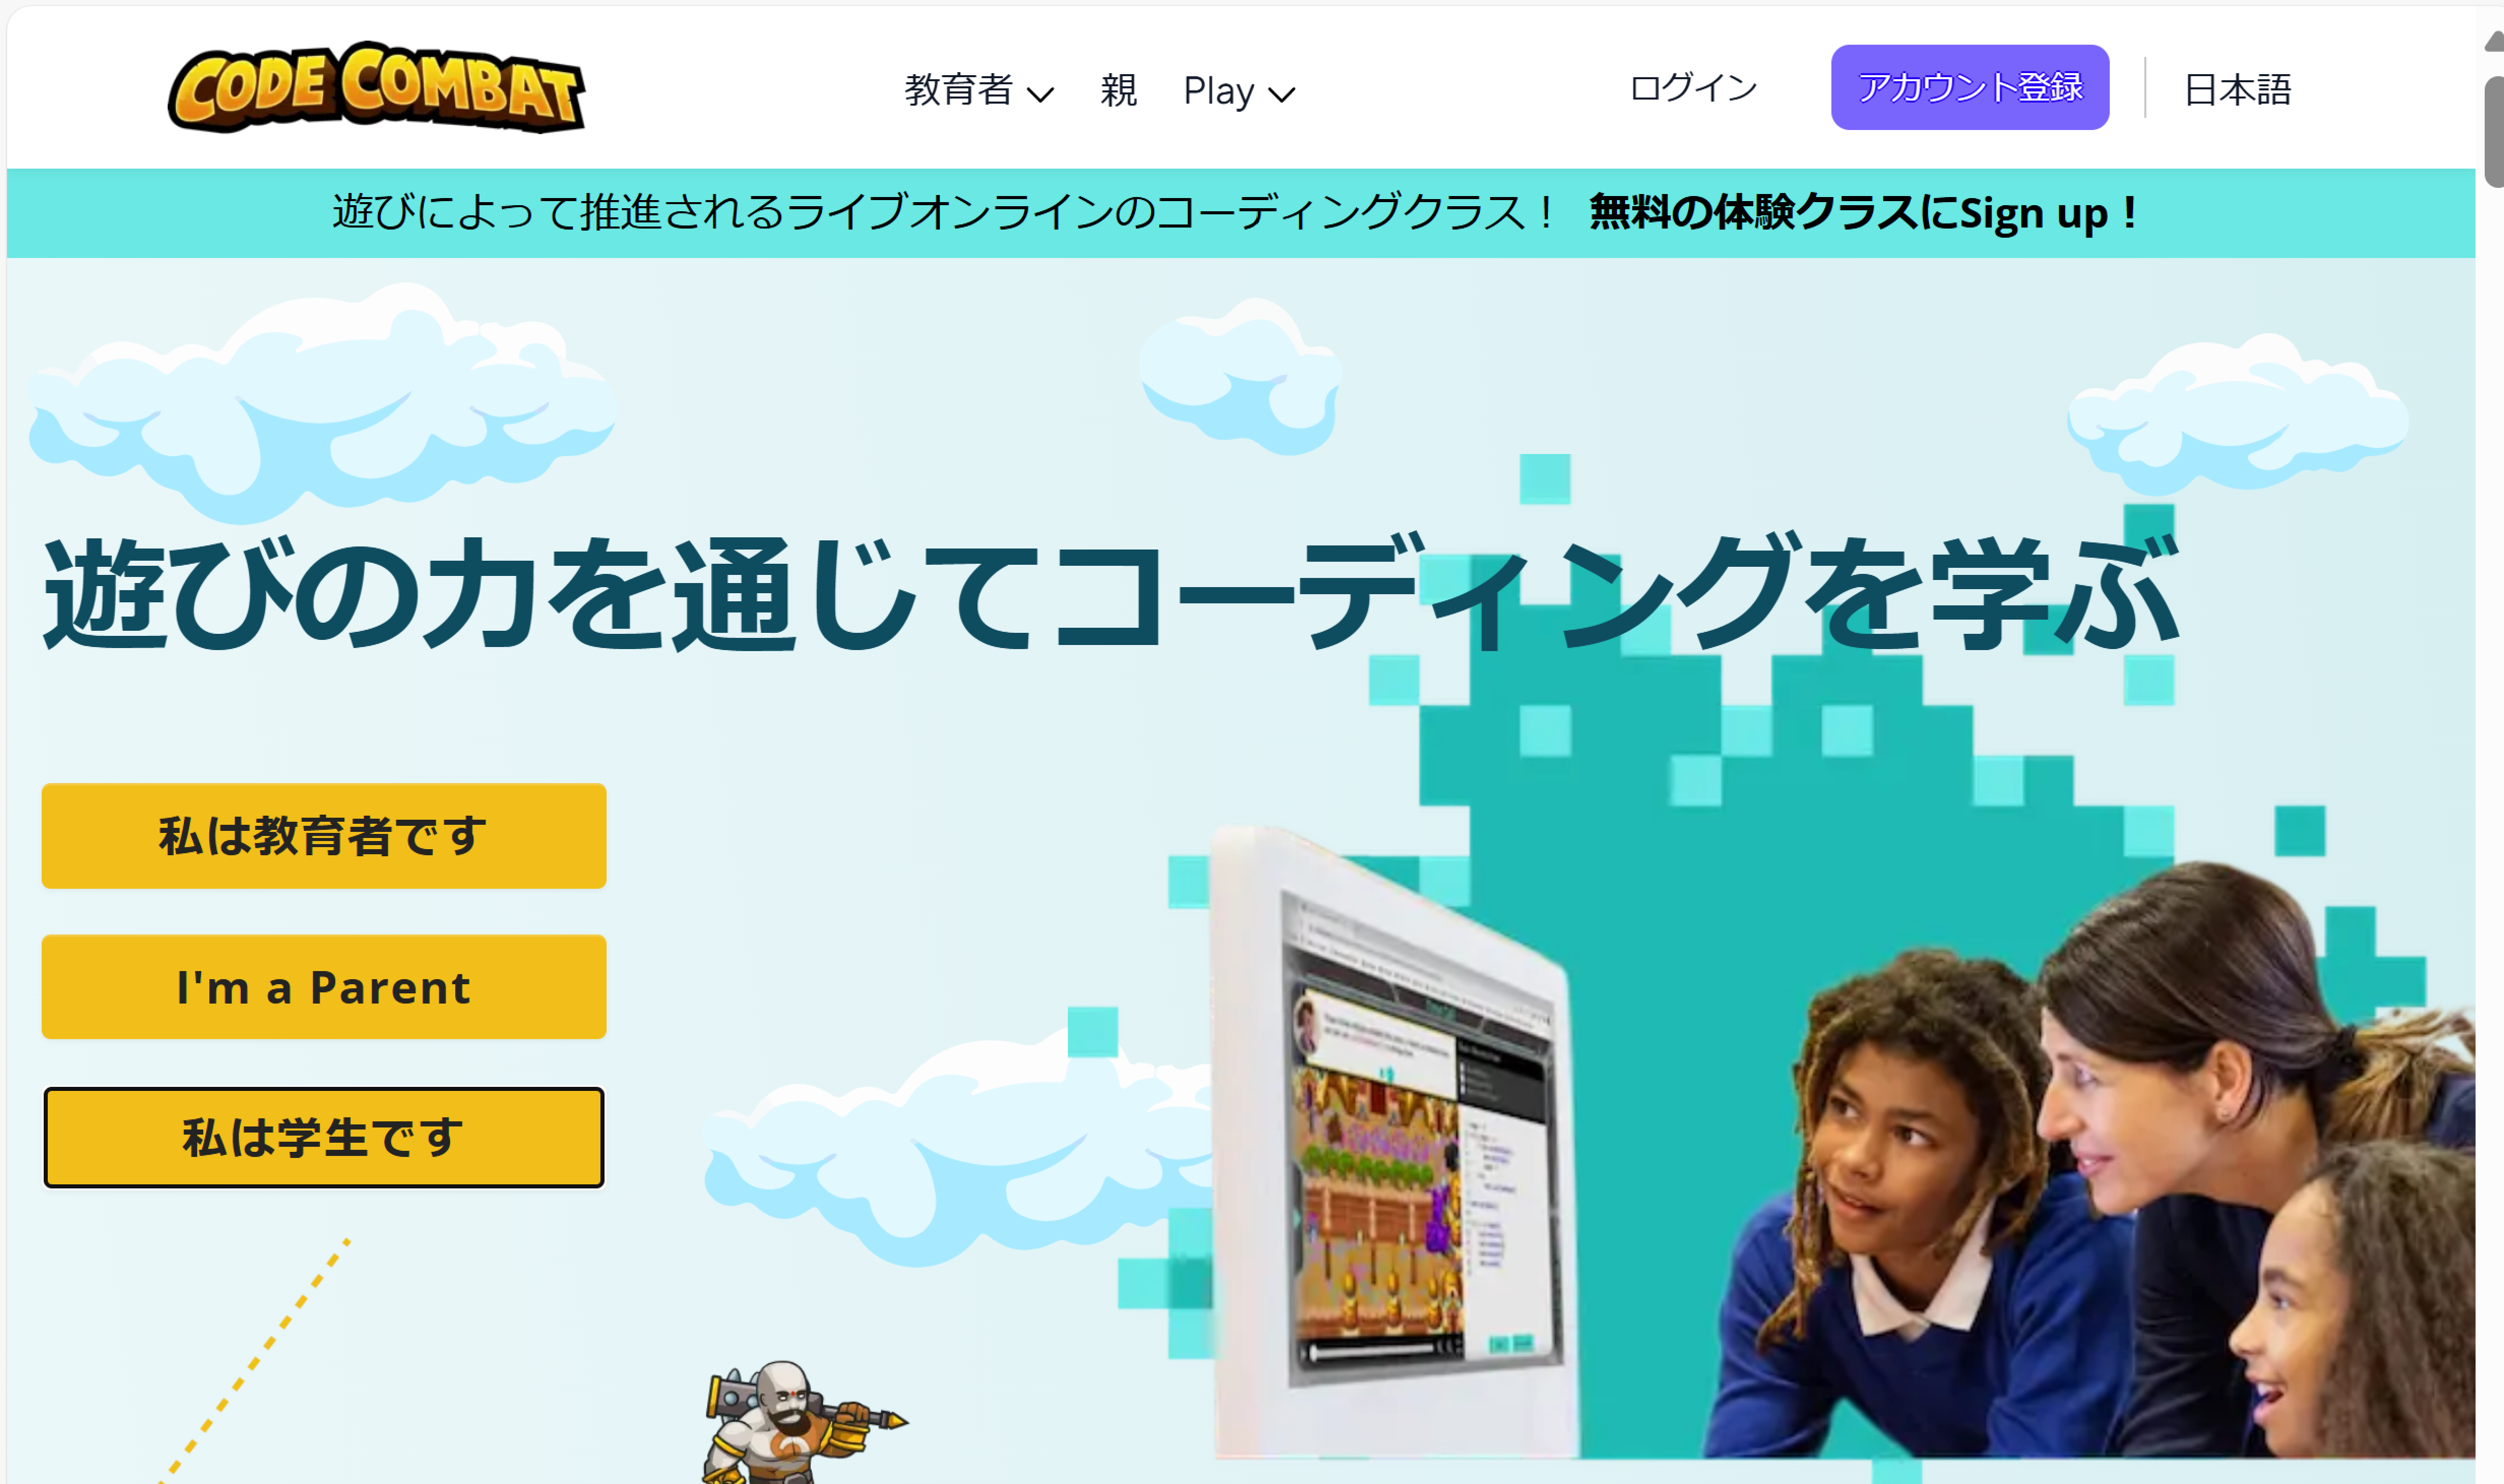 CODE COMBAT
教育者 親 Play
ログイン アカウント登録 日本語
遊びによって推進されるライブオンラインのコーディングクラス！ 無料の体験クラスにSign up！
遊びの力を通じてコーディングを学ぶ
私は教育者です
I'm a Parent
私は学生です